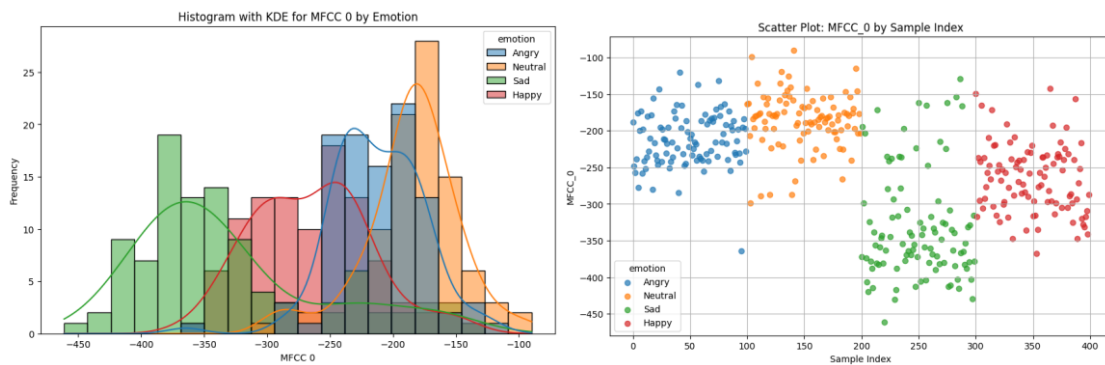 Histogram with KDE for MFCC 0 by Emotion
emotion
Angry
Neutral
Sad
Happy
Frequency
25
20
15
10
5
0
−450
−400
−350
−300
−250
−200
−150
−100
MFCC 0
Scatter Plot: MFCC_0 by Sample Index
MFCC_0
−100
−150
−200
−250
−300
−350
−400
−450
emotion
Angry
Neutral
Sad
Happy
0
50
100
150
200
250
300
350
400
Sample Index